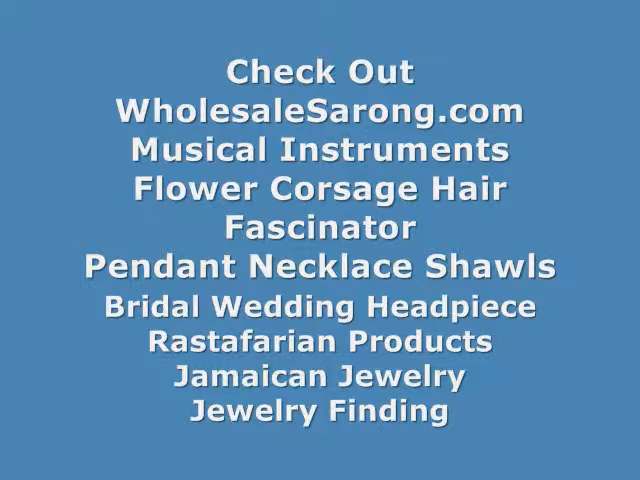 Check Out
WholesaleSarong.com
Musical Instruments
Flower Corsage Hair
Fascinator
Pendant Necklace Shawls
Bridal Wedding Headpiece
Rastafarian Products
Jamaican Jewelry
Jewelry Finding